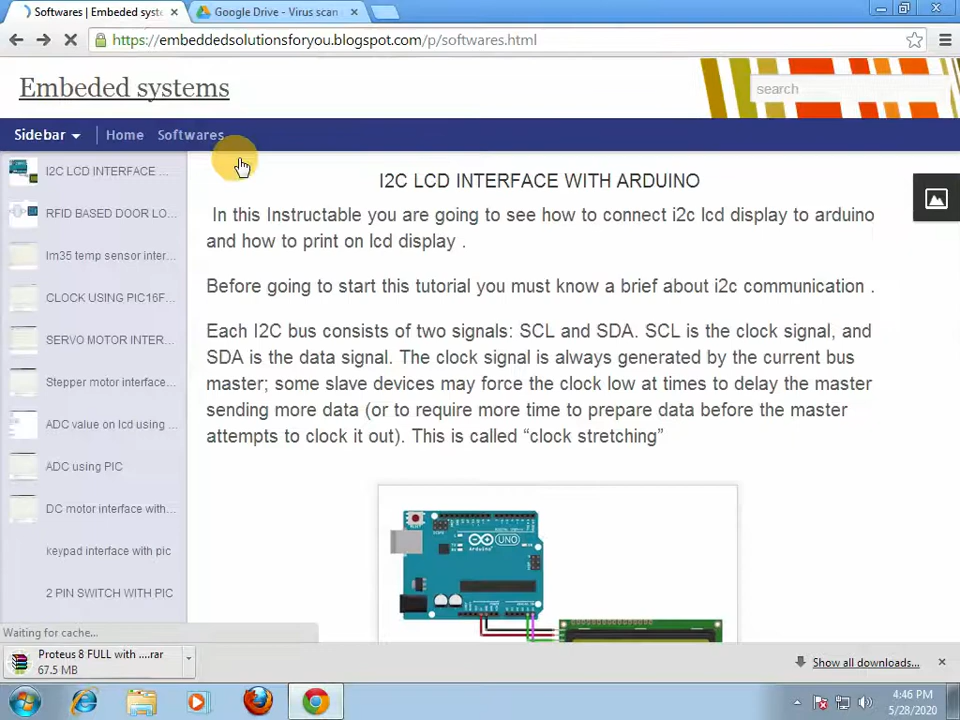 Softwares | Embeded syste
Google Drive - Virus scan
https://embeddedsolutionsforyou.blogspot.com/p/softwares.html
Embeded systems
search
Sidebar
Home
Softwares
I2C LCD INTERFACE ...
RFID BASED DOOR LO...
lm35 temp sensor inter...
CLOCK USING PIC16F...
SERVO MOTOR INTER...
Stepper motor interface...
ADC value on lcd using ...
ADC using PIC
DC motor interface with...
keypad interface with pic
2 PIN SWITCH WITH PIC
I2C LCD INTERFACE WITH ARDUINO
In this Instructable you are going to see how to connect i2c lcd display to arduino
and how to print on lcd display .
Before going to start this tutorial you must know a brief about i2c communication .
Each I2C bus consists of two signals: SCL and SDA. SCL is the clock signal, and
SDA is the data signal. The clock signal is always generated by the current bus
master; some slave devices may force the clock low at times to delay the master
sending more data (or to require more time to prepare data before the master
attempts to clock it out). This is called “clock stretching”
UNO
Waiting for cache...
Proteus 8 FULL with ....rar
67.5 MB
Show all downloads...
4:46 PM
5/28/2020